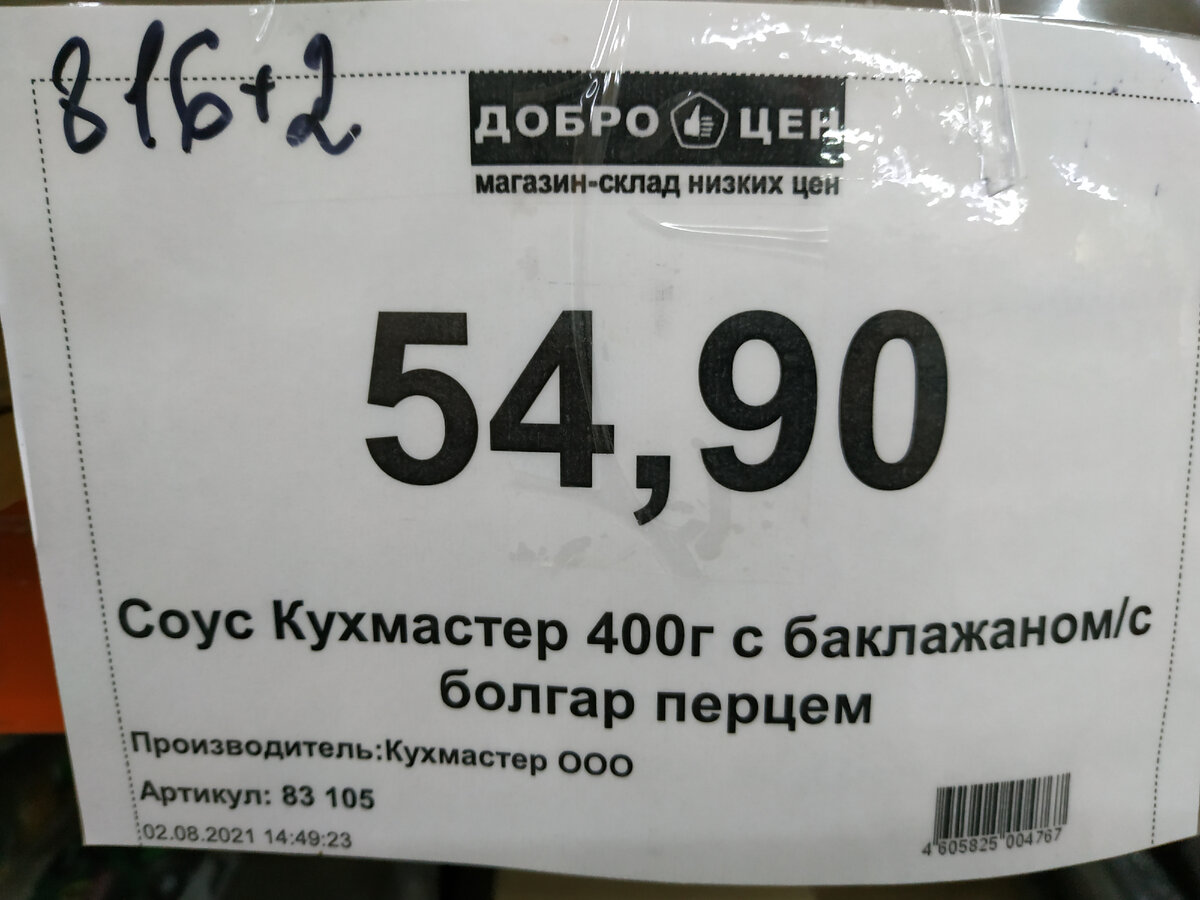 816+2
ДОБРО ЦЕН
магазин-склад низких цен
54,90
Соус Кухмастер 400г с баклажаном/с
болгар перцем
Производитель:Кухмастер ООО
Артикул: 83 105
02.08.2021 14:49:23
4 605825 004767